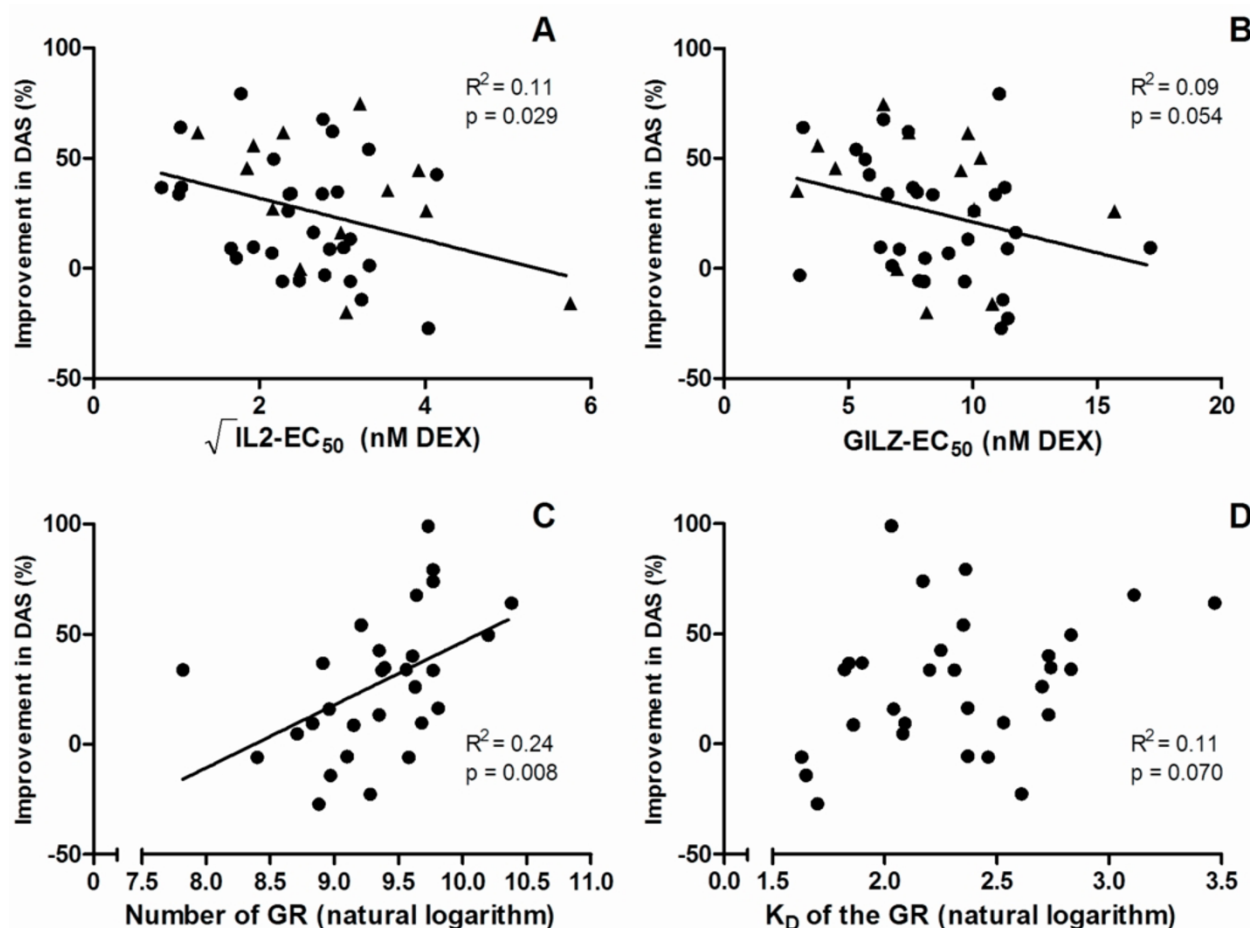 A
Improvement in DAS (%)
100
50
0
-50
R² = 0.11
p = 0.029
0 2 4 6
√IL2-EC₅₀ (nM DEX)
B
Improvement in DAS (%)
100
50
0
-50
R² = 0.09
p = 0.054
0 5 10 15 20
GILZ-EC₅₀ (nM DEX)
C
Improvement in DAS (%)
100
50
0
-50
R² = 0.24
p = 0.008
0 7.5 8.0 8.5 9.0 9.5 10.0 10.5 11.0
Number of GR (natural logarithm)
D
Improvement in DAS (%)
100
50
0
-50
R² = 0.11
p = 0.070
0.0 1.5 2.0 2.5 3.0 3.5
K_D of the GR (natural logarithm)